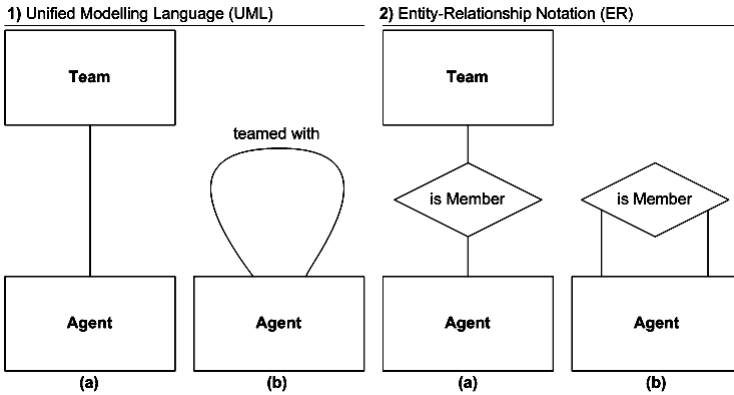 1) Unified Modelling Language (UML)
2) Entity-Relationship Notation (ER)
Team
teamed with
Agent
Agent
(a)
(b)
Team
is Member
is Member
Agent
Agent
(a)
(b)